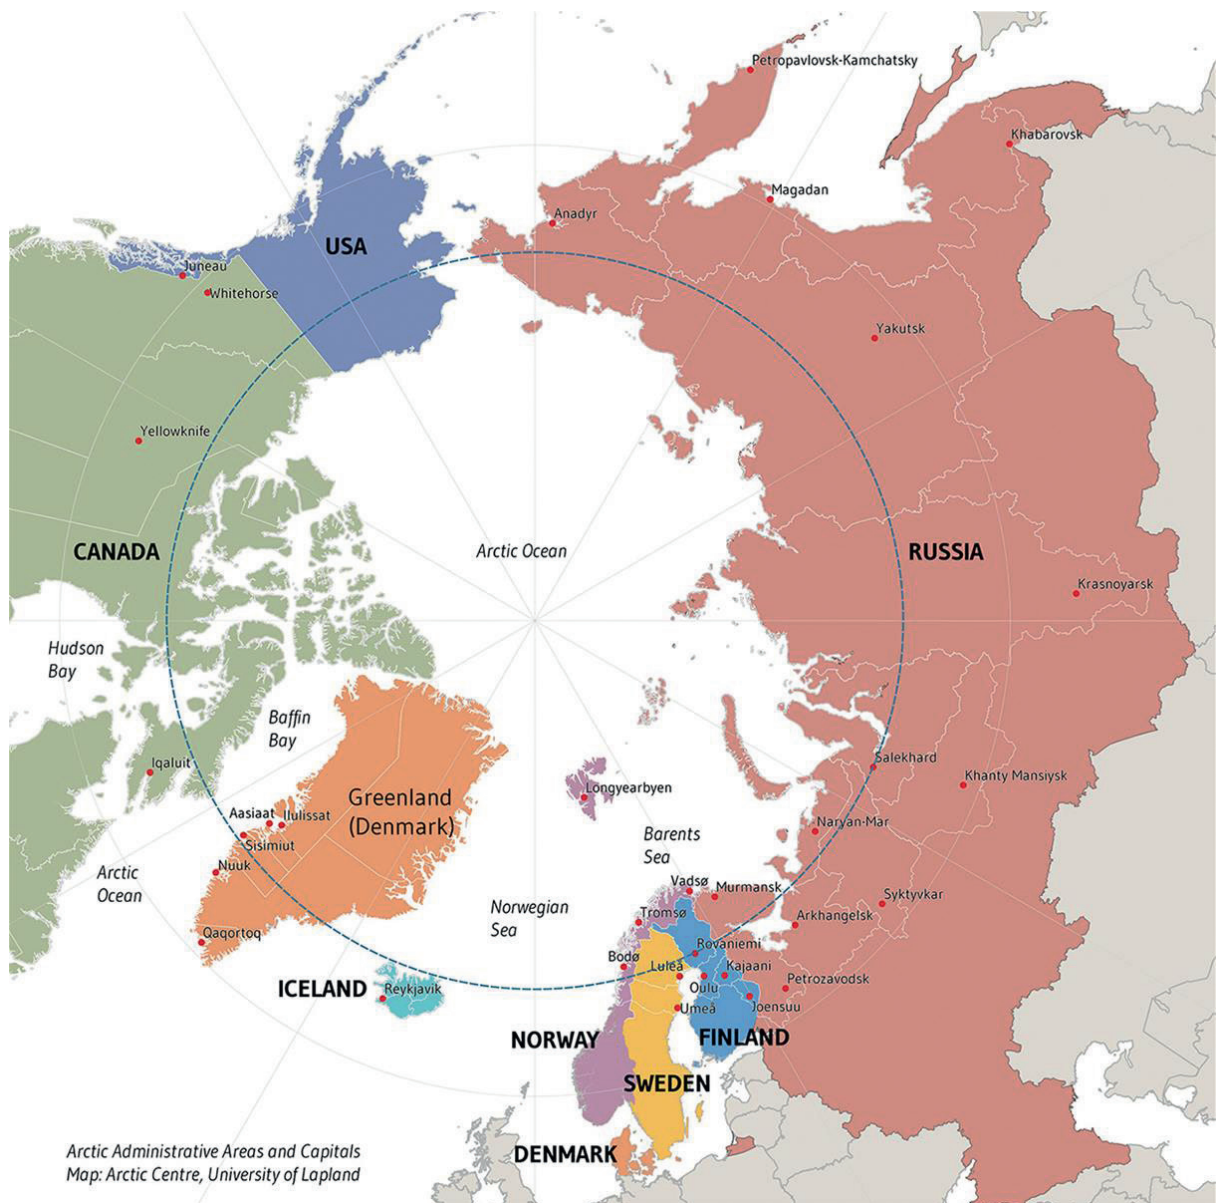 Petropavlovsk-Kamchatsky
Khabarovsk
Magadan
Anadyr
USA
Juneau
Whitehorse
Yakutsk
Yellowknife
CANADA
Arctic Ocean
RUSSIA
Krasnoyarsk
Hudson
Bay
Baffin
Bay
Iqaluit
Salekhard
Khanty Mansiysk
Longyearbyen
Greenland
(Denmark)
Aasiaat
Ilulissat
Sisimiut
Naryan-Mar
Barents
Sea
Nuuk
Arctic
Ocean
Vadsø
Murmansk
Syktyvkar
Norwegian
Sea
Tromsø
Arkhangelsk
Qaqortoq
Rovaniemi
Bodø
Luleå
Kajaani
Oulu
Petrozavodsk
ICELAND
Reykjavik
Joensuu
Umeå
NORWAY
FINLAND
SWEDEN
DENMARK
Arctic Administrative Areas and Capitals
Map: Arctic Centre, University of Lapland